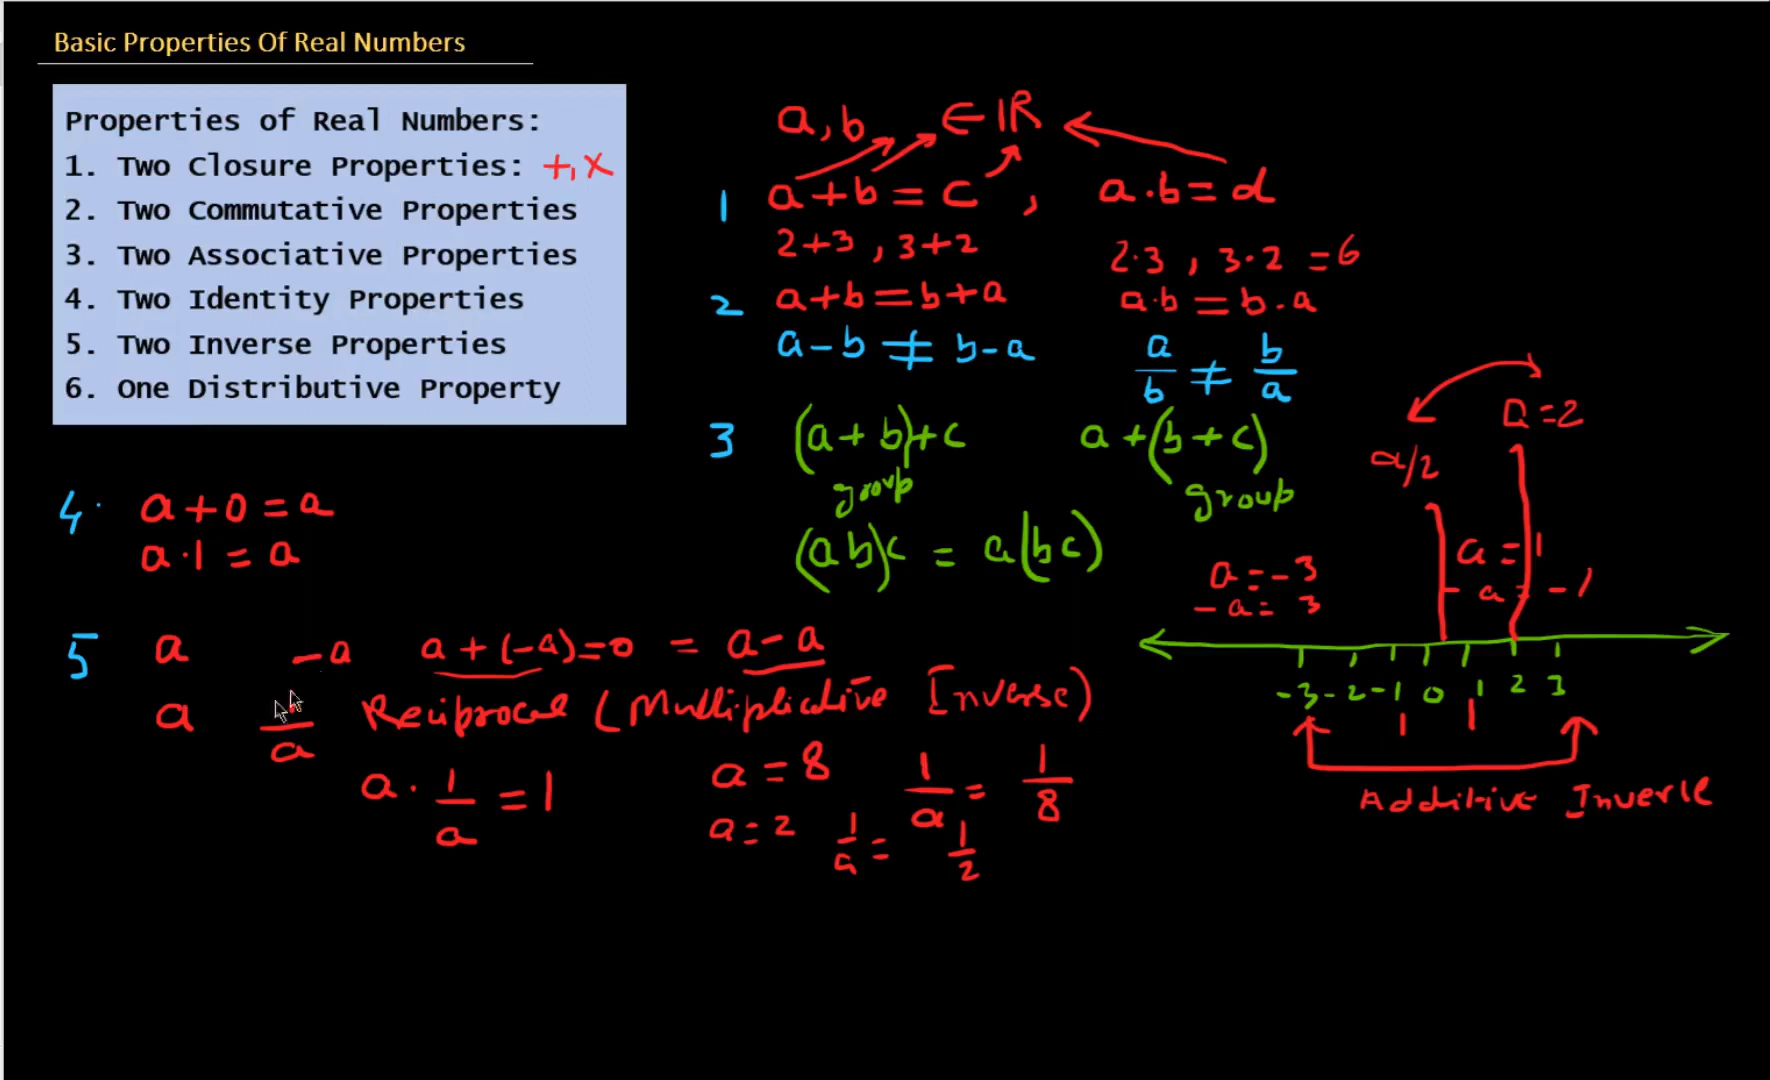 Basic Properties Of Real Numbers
Properties of Real Numbers:
1. Two Closure Properties: +, ×
2. Two Commutative Properties
3. Two Associative Properties
4. Two Identity Properties
5. Two Inverse Properties
6. One Distributive Property
a, b ∈ ℝ
1 a + b = c , a · b = d
2+3 , 3+2 2·3 , 3·2 = 6
2 a + b = b + a a·b = b·a
a − b ≠ b − a a/b ≠ b/a
3 (a + b) + c a + (b + c)
group group
(ab)c = a(bc)
4. a + 0 = a
a · 1 = a
5 a −a a + (−a) = 0 = a − a
a /a Reciprocal (Multiplicative Inverse)
a · 1/a = 1
a = 8 1/a = 1/8
a = 2 1/a = 1/2
a = 2
a/2
a = 1
− a = − 1
a = − 3
− a = 3
-3 -2 -1 0 1 2 3
1 1
Additive Inverse